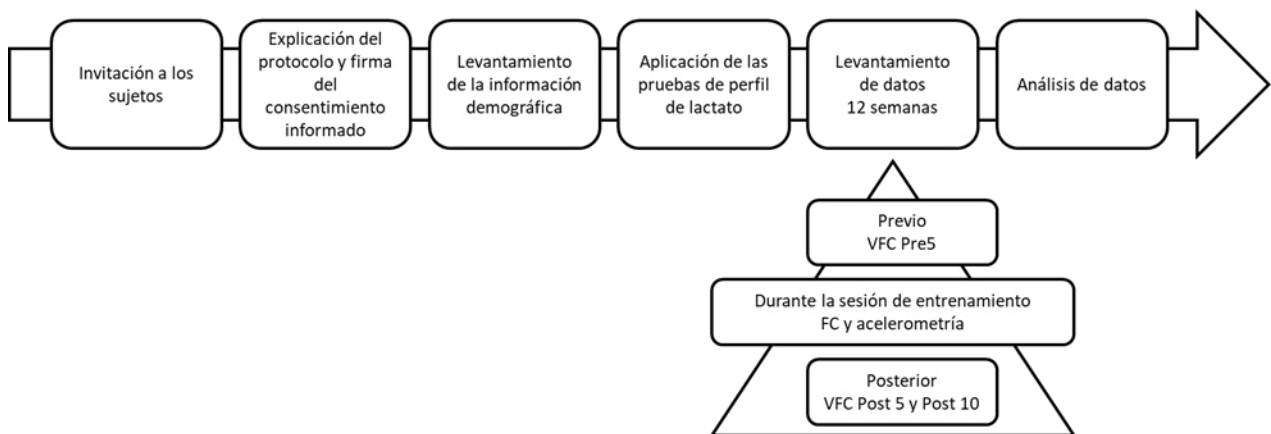 Invitación a los
sujetos
Explicación del
protocolo y firma
del
consentimiento
informado
Levantamiento
de la información
demográfica
Aplicación de las
pruebas de perfil
de lactato
Levantamiento
de datos
12 semanas
Análisis de datos
Previo
VFC Pre5
Durante la sesión de entrenamiento
FC y acelerometría
Posterior
VFC Post 5 y Post 10